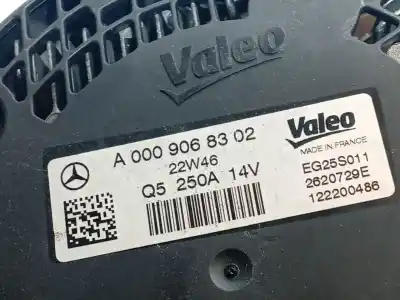 Valeo
A 000 906 83 02
22W46
Q5 250A 14V
Valeo
MADE IN FRANCE
EG25S011
2620729E
122200486